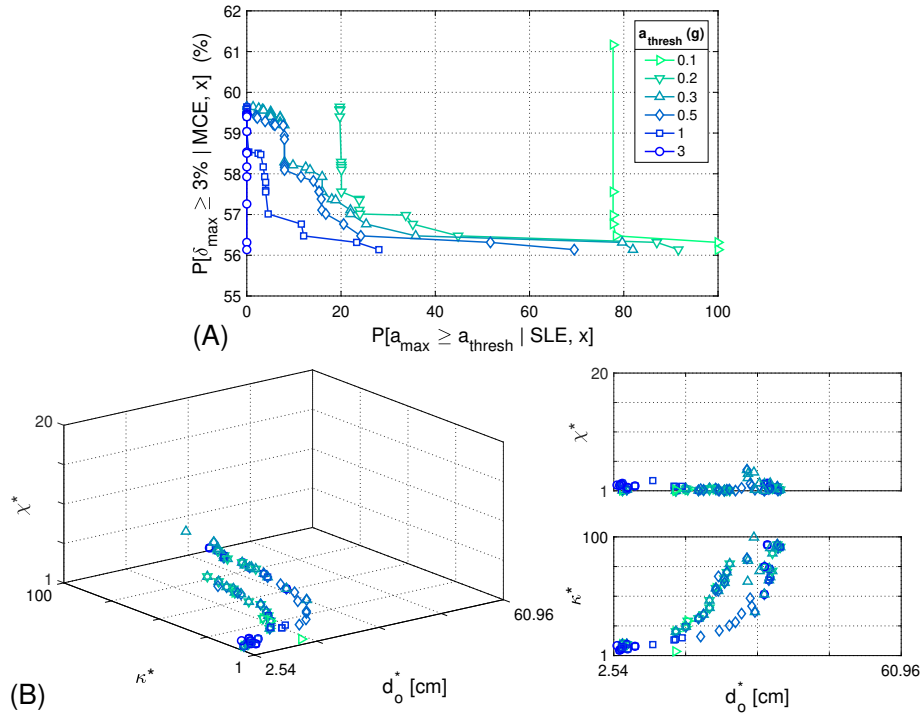 62
61
60
59
58
57
56
55
P[δmax ≥ 3% | MCE, x] (%)
0 20 40 60 80 100
P[amax ≥ athresh | SLE, x]
athresh (g)
0.1
0.2
0.3
0.5
1
3
(A)
20
χ*
1
100
κ*
1
2.54
do* [cm]
60.96
(B)
20
χ*
1
100
κ*
1
2.54 60.96
do* [cm]